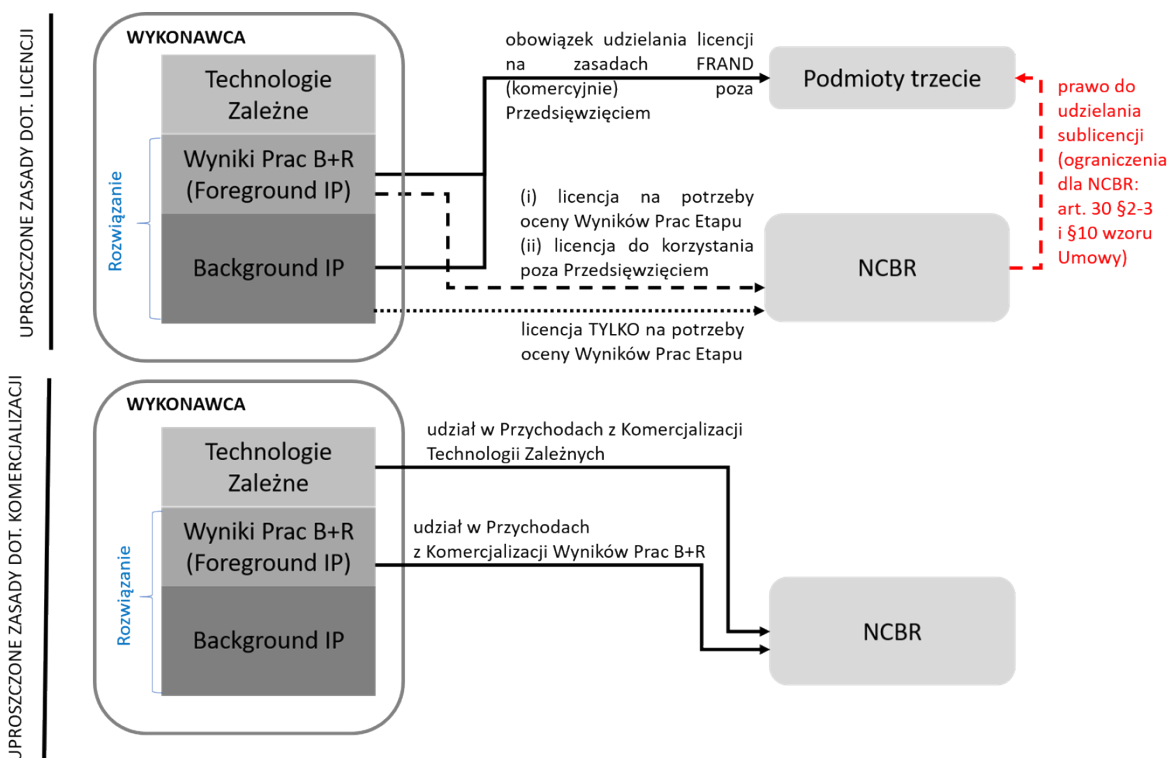 UPROSZCZONE ZASADY DOT. LICENCJI
WYKONAWCA
Technologie
Zależne
Wyniki Prac B+R
(Foreground IP)
Background IP
Rozwiązanie
obowiązek udzielania licencji
na zasadach FRAND
(komercyjnie) poza
Przedsięwzięciem
Podmioty trzecie
(i) licencja na potrzeby
oceny Wyników Prac Etapu
(ii) licencja do korzystania
poza Przedsięwzięciem
NCBR
licencja TYLKO na potrzeby
oceny Wyników Prac Etapu
prawo do
udzielania
sublicencji
(ograniczenia
dla NCBR:
art. 30 §2-3
i §10 wzoru
Umowy)
UPROSZCZONE ZASADY DOT. KOMERCJALIZACJI
WYKONAWCA
Technologie
Zależne
Wyniki Prac B+R
(Foreground IP)
Background IP
Rozwiązanie
udział w Przychodach z Komercjalizacji
Technologii Zależnych
udział w Przychodach
z Komercjalizacji Wyników Prac B+R
NCBR